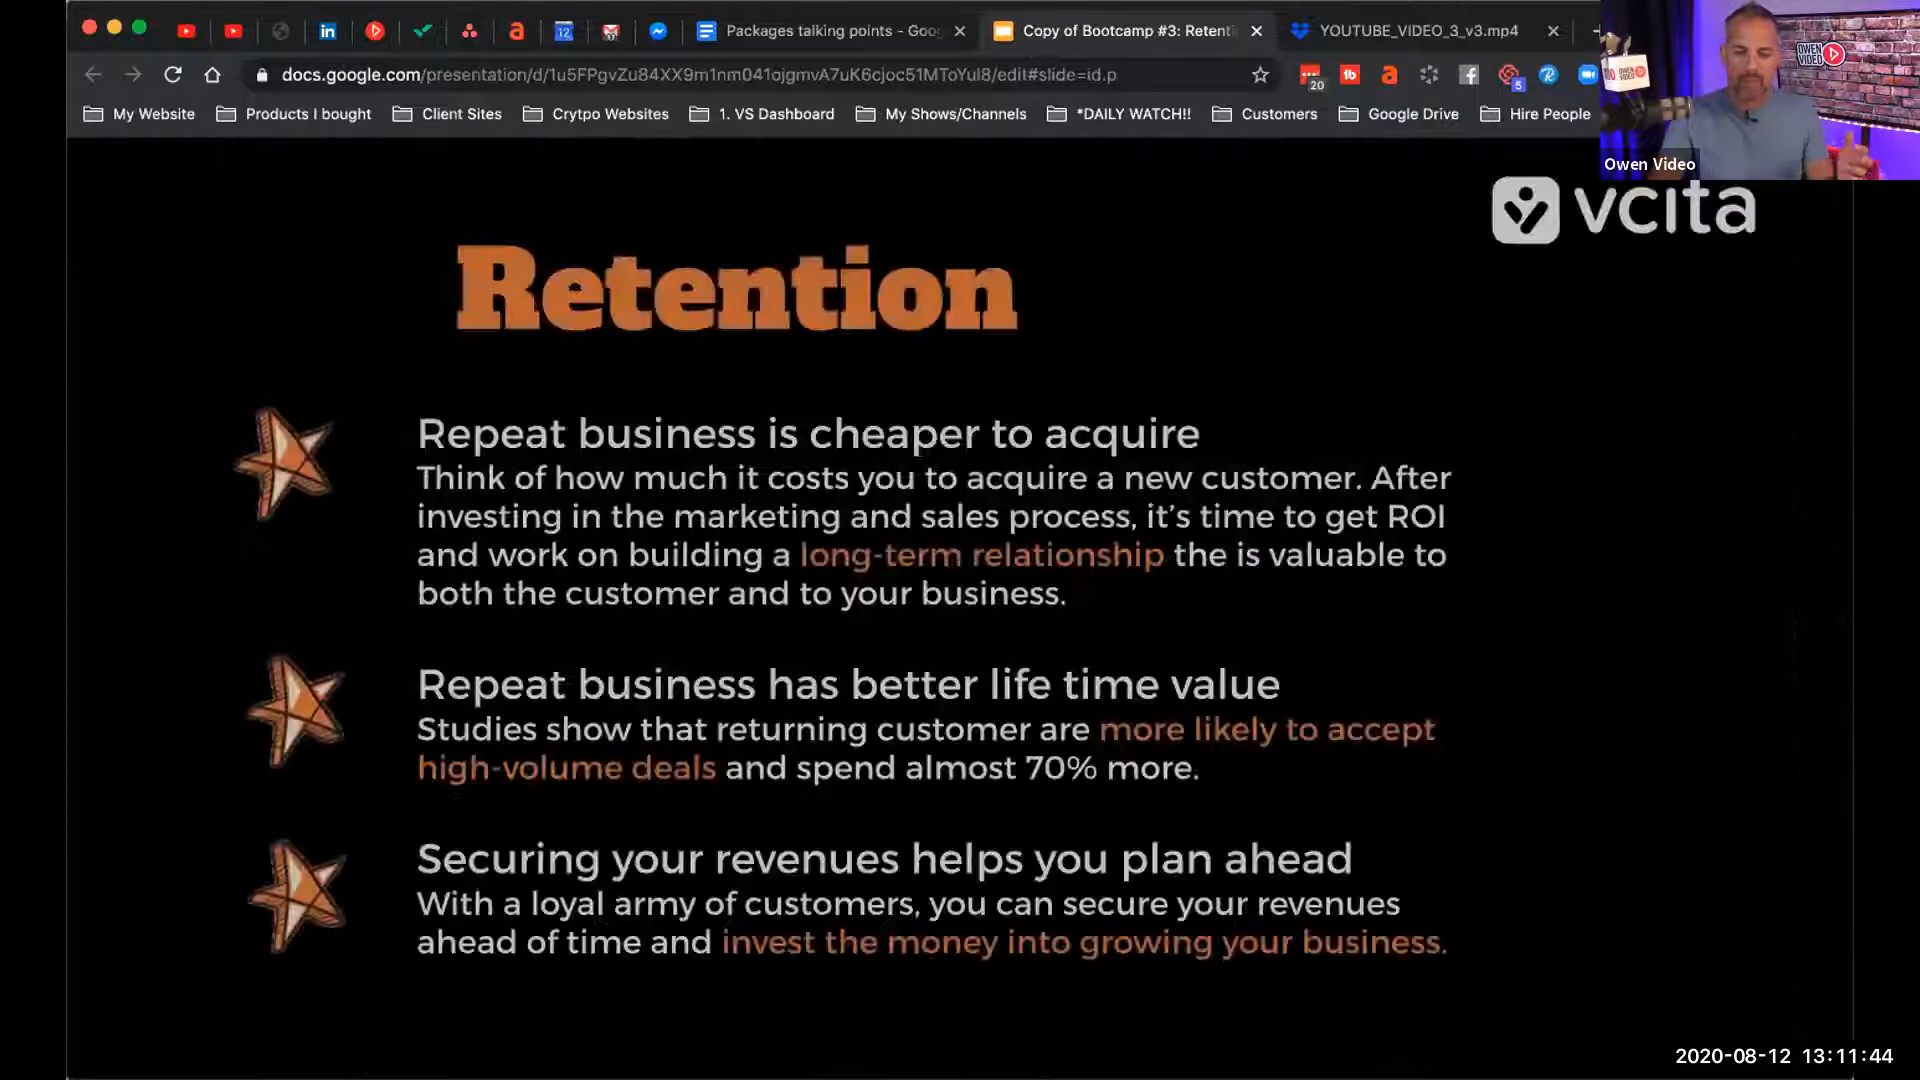 Packages talking points - Goo
Copy of Bootcamp #3: Retenti
YOUTUBE_VIDEO_3_v3.mp4
docs.google.com/presentation/d/1u5FPgvZu84XX9m1nm041ojgmvA7uK6cjoc51MToYul8/edit#slide=id.p
20
5
My Website
Products I bought
Client Sites
Crytpo Websites
1. VS Dashboard
My Shows/Channels
*DAILY WATCH!!
Customers
Google Drive
Hire People
OWEN
VIDEO
Owen Video
vcita
Retention
Repeat business is cheaper to acquire
Think of how much it costs you to acquire a new customer. After
investing in the marketing and sales process, it's time to get ROI
and work on building a long-term relationship the is valuable to
both the customer and to your business.
Repeat business has better life time value
Studies show that returning customer are more likely to accept
high-volume deals and spend almost 70% more.
Securing your revenues helps you plan ahead
With a loyal army of customers, you can secure your revenues
ahead of time and invest the money into growing your business.
2020-08-12 13:11:44